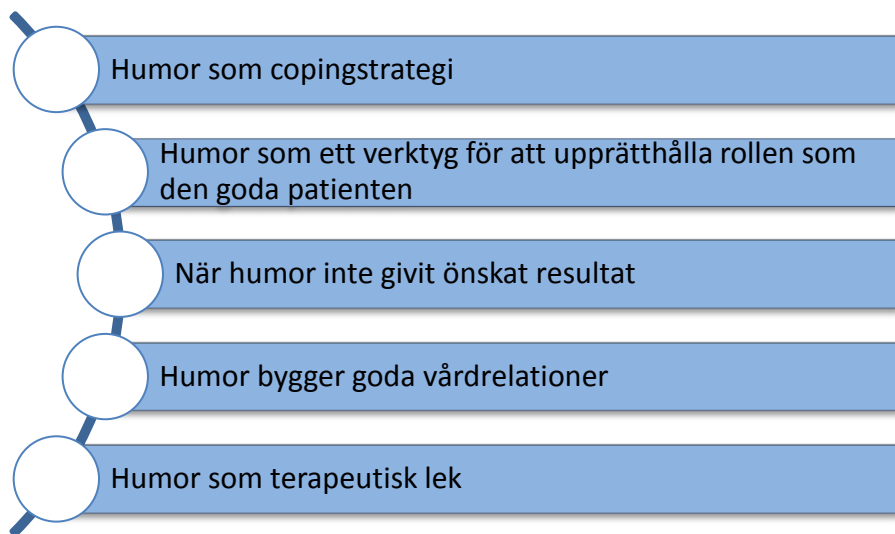 Humor som copingstrategi
Humor som ett verktyg för att upprätthålla rollen som
den goda patienten
När humor inte givit önskat resultat
Humor bygger goda vårdrelationer
Humor som terapeutisk lek